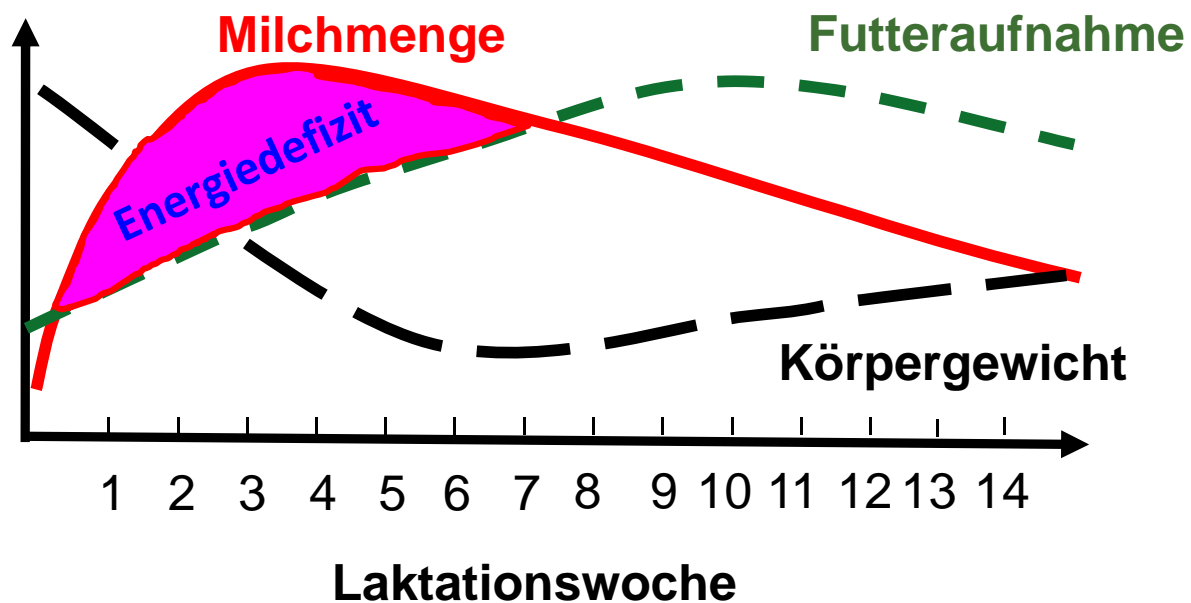 Milchmenge
Futteraufnahme
Energiedefizit
Körpergewicht
1 2 3 4 5 6 7 8 9 10 11 12 13 14
Laktationswoche